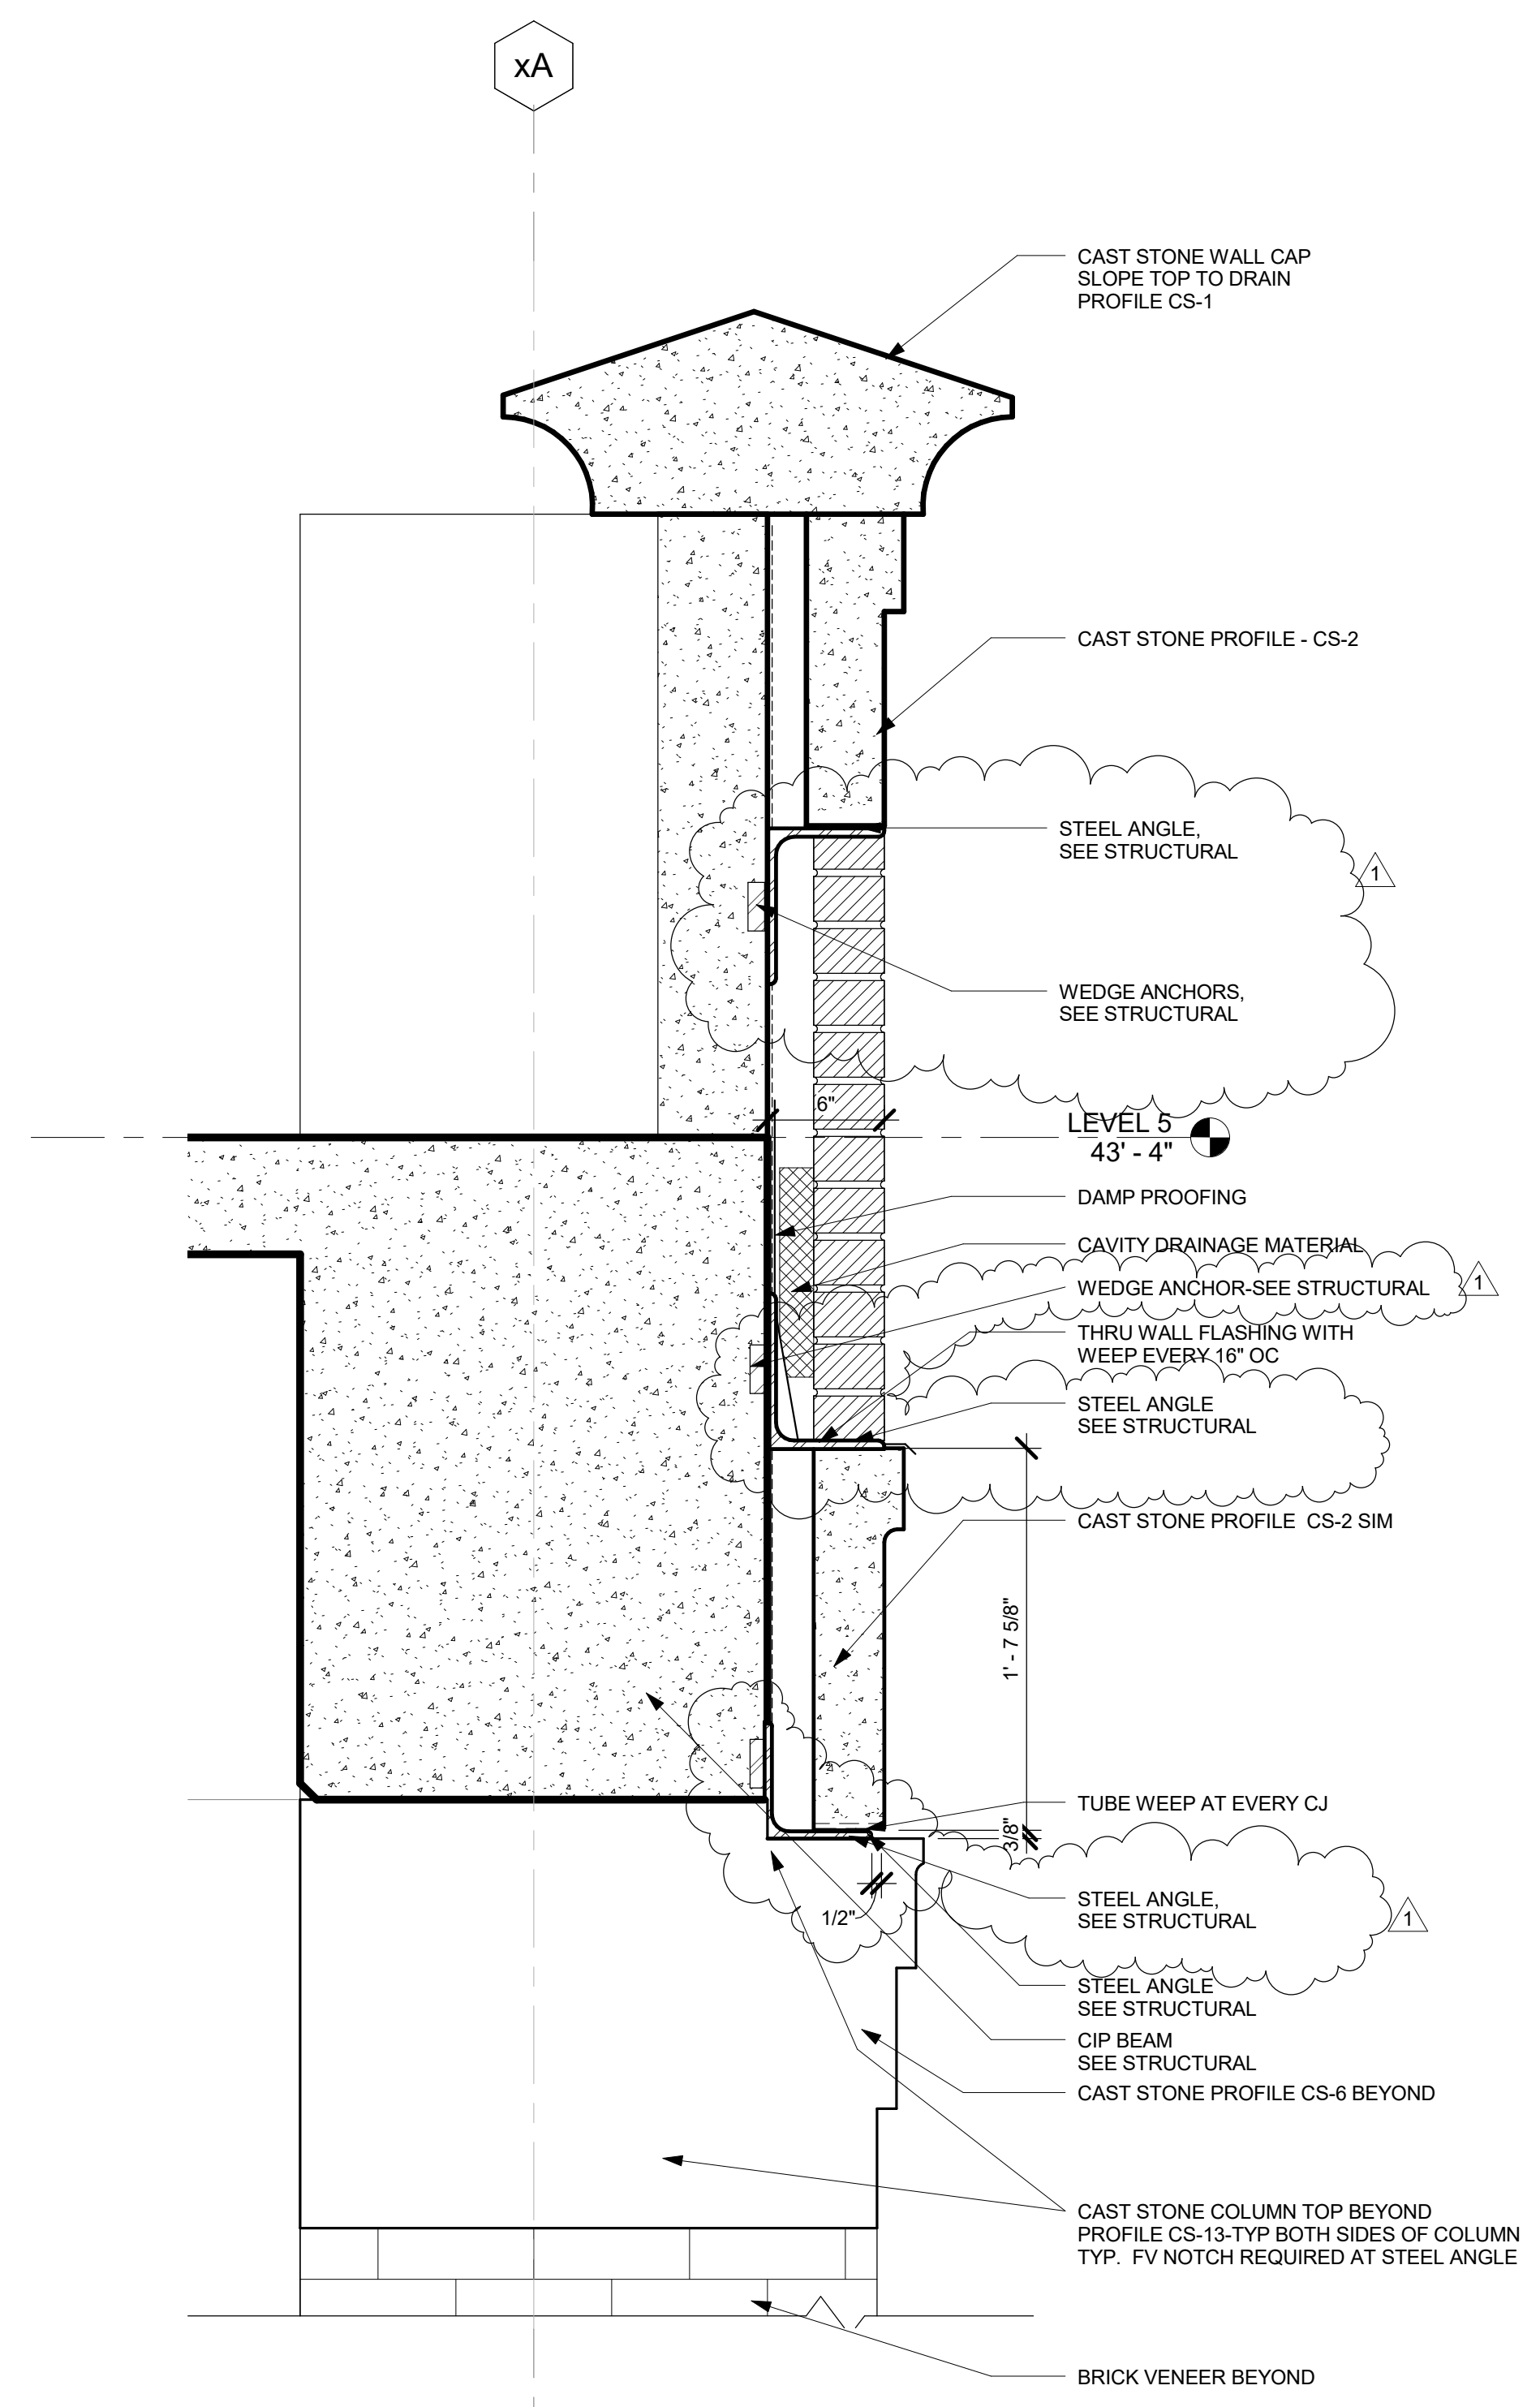 xA
CAST STONE WALL CAP
SLOPE TOP TO DRAIN
PROFILE CS-1
CAST STONE PROFILE - CS-2
STEEL ANGLE,
SEE STRUCTURAL
1
WEDGE ANCHORS,
SEE STRUCTURAL
6"
LEVEL 5
43' - 4"
DAMP PROOFING
CAVITY DRAINAGE MATERIAL
WEDGE ANCHOR-SEE STRUCTURAL
1
THRU WALL FLASHING WITH
WEEP EVERY 16" OC
STEEL ANGLE
SEE STRUCTURAL
CAST STONE PROFILE  CS-2 SIM
1' - 7 5/8"
TUBE WEEP AT EVERY CJ
3/8"
STEEL ANGLE,
SEE STRUCTURAL
1
1/2"
STEEL ANGLE
SEE STRUCTURAL
CIP BEAM
SEE STRUCTURAL
CAST STONE PROFILE CS-6 BEYOND
CAST STONE COLUMN TOP BEYOND
PROFILE CS-13-TYP BOTH SIDES OF COLUMN
TYP.  FV NOTCH REQUIRED AT STEEL ANGLE
BRICK VENEER BEYOND